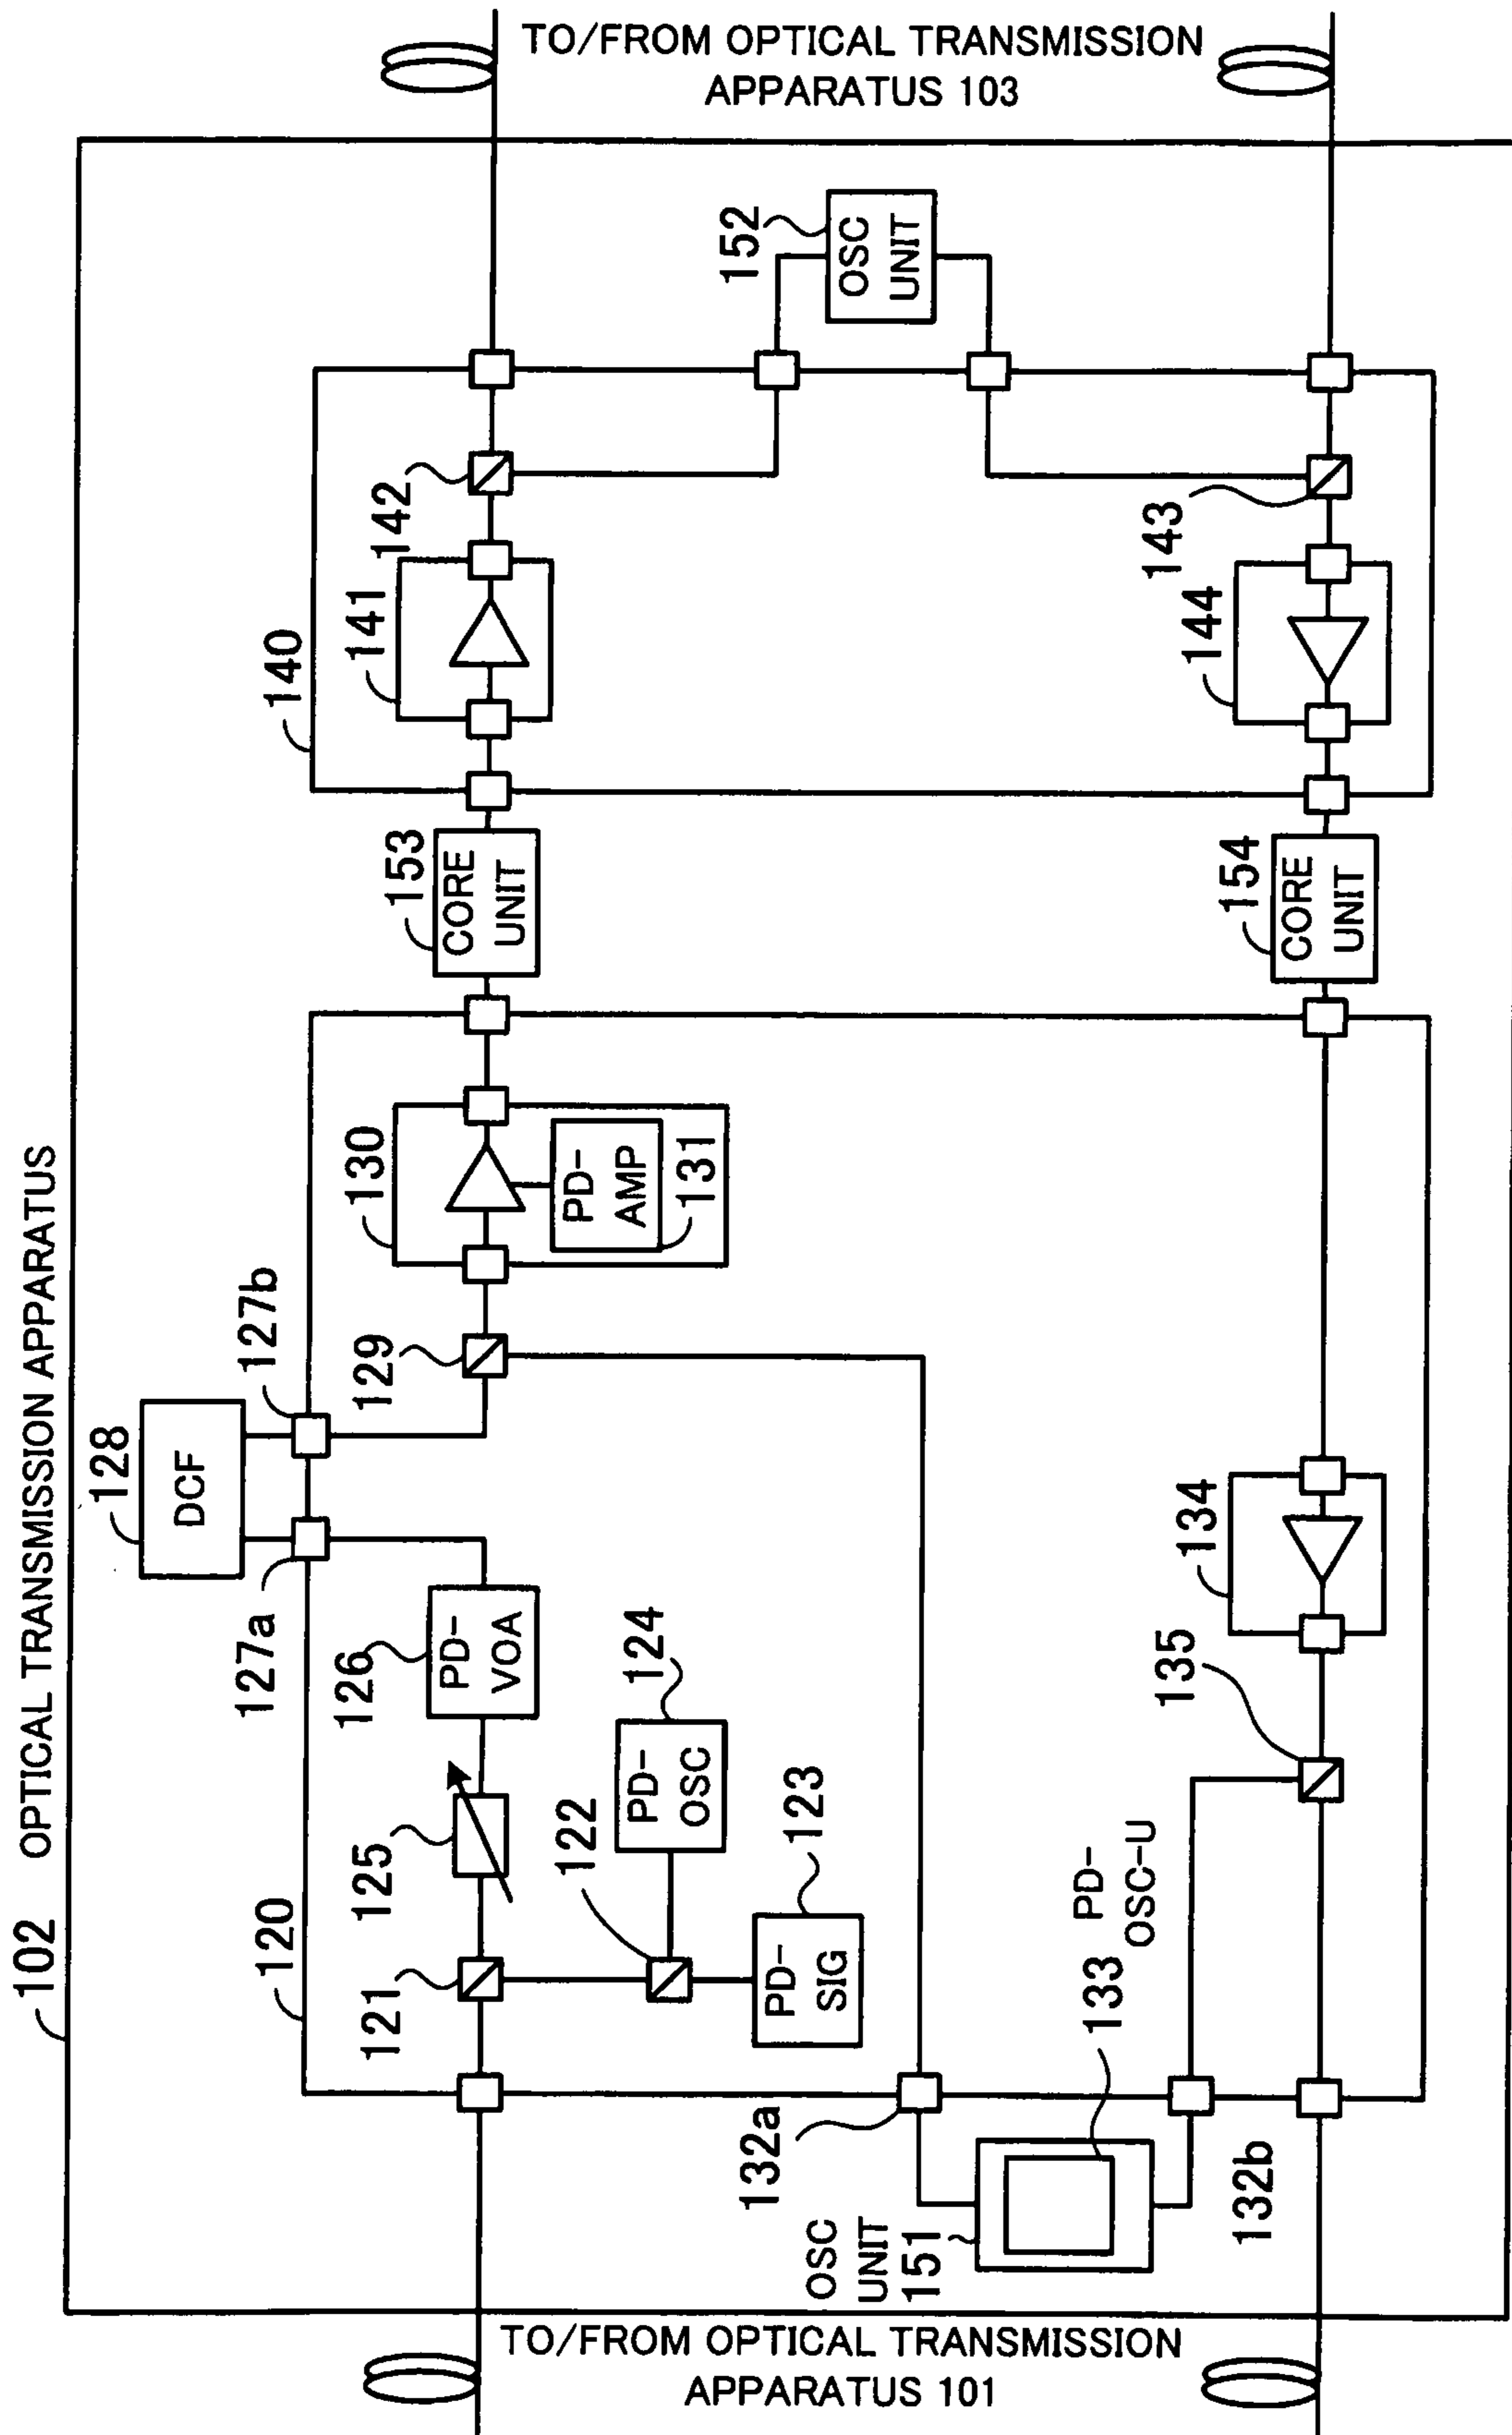 102 OPTICAL TRANSMISSION APPARATUS
TO/FROM OPTICAL TRANSMISSION
APPARATUS 101
TO/FROM OPTICAL TRANSMISSION
APPARATUS 103
128
DCF
127a
127b
120
140
121
125
126
PD-
VOA
129
130
PD-
AMP
131
153
CORE
UNIT
141
142
122
124
PD-
OSC
123
PD-
SIG
152
OSC
UNIT
132a
OSC
UNIT
151
133
PD-
OSC-U
132b
135
134
154
CORE
UNIT
144
143